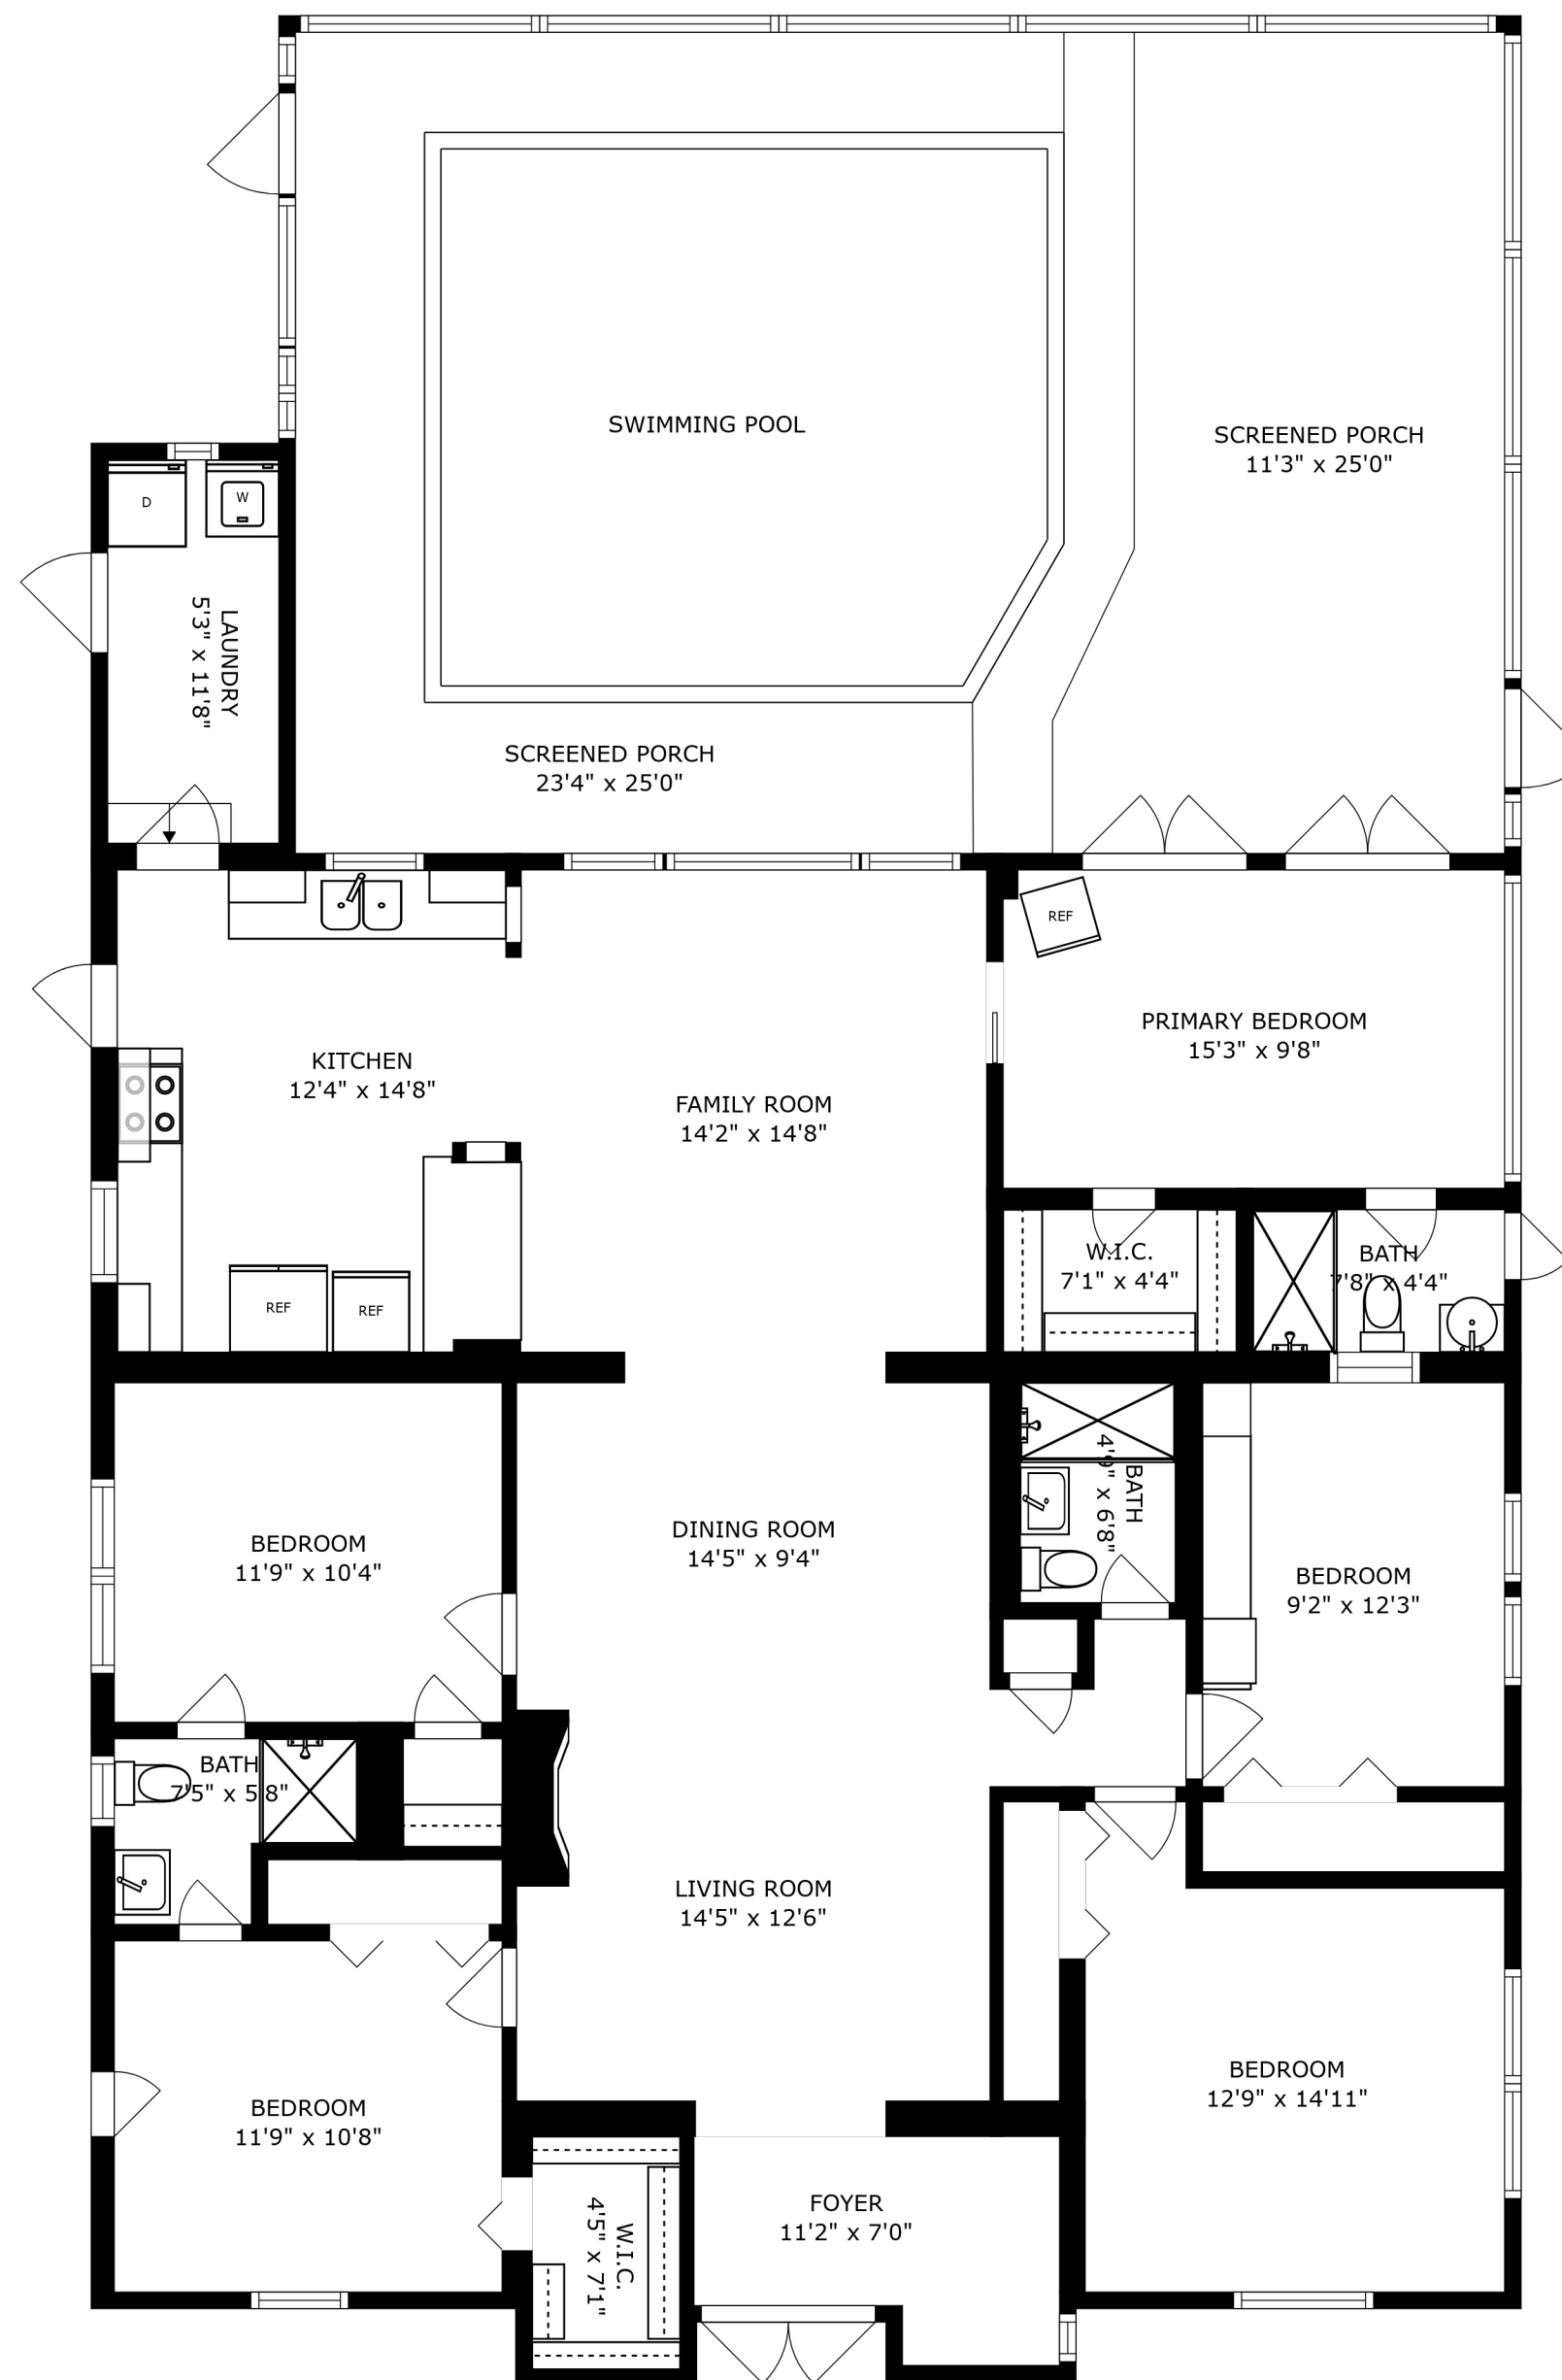 SWIMMING POOL
SCREENED PORCH
11'3" x 25'0"
D
W
LAUNDRY
5'3" x 11'8"
SCREENED PORCH
23'4" x 25'0"
REF
PRIMARY BEDROOM
15'3" x 9'8"
KITCHEN
12'4" x 14'8"
FAMILY ROOM
14'2" x 14'8"
W.I.C.
7'1" x 4'4"
BATH
7'8" x 4'4"
REF
REF
BATH
4'9" x 6'8"
DINING ROOM
14'5" x 9'4"
BEDROOM
11'9" x 10'4"
BEDROOM
9'2" x 12'3"
BATH
7'5" x 5'8"
LIVING ROOM
14'5" x 12'6"
BEDROOM
12'9" x 14'11"
BEDROOM
11'9" x 10'8"
FOYER
11'2" x 7'0"
W.I.C.
4'5" x 7'1"